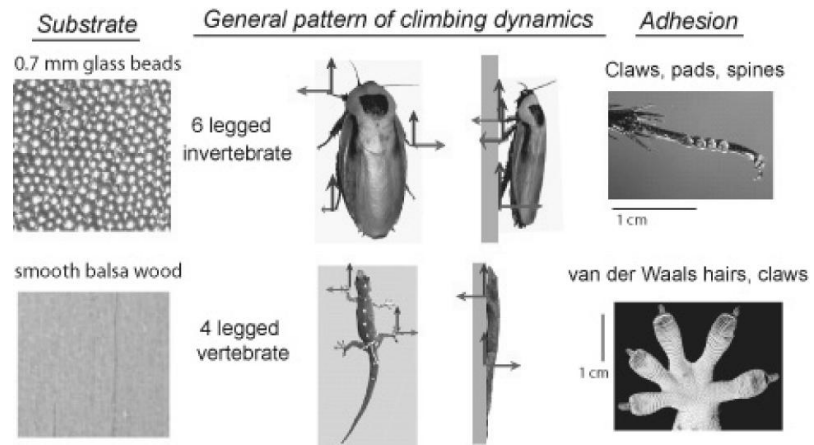 Substrate
General pattern of climbing dynamics
Adhesion
0.7 mm glass beads
6 legged
invertebrate
Claws, pads, spines
1 cm
smooth balsa wood
4 legged
vertebrate
van der Waals hairs, claws
1 cm